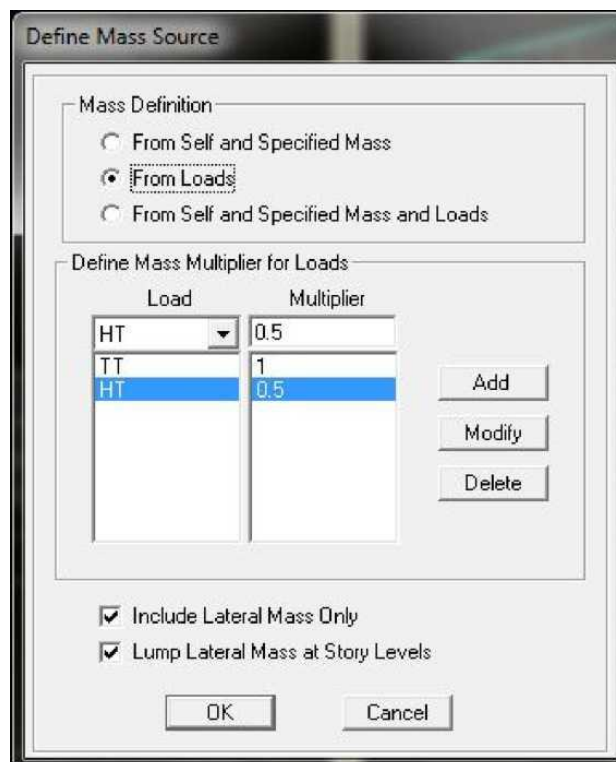 Define Mass Source
Mass Definition
From Self and Specified Mass
From Loads
From Self and Specified Mass and Loads
Define Mass Multiplier for Loads
Load Multiplier
HT 0.5
TT 1
HT 0.5
Add
Modify
Delete
Include Lateral Mass Only
Lump Lateral Mass at Story Levels
OK Cancel